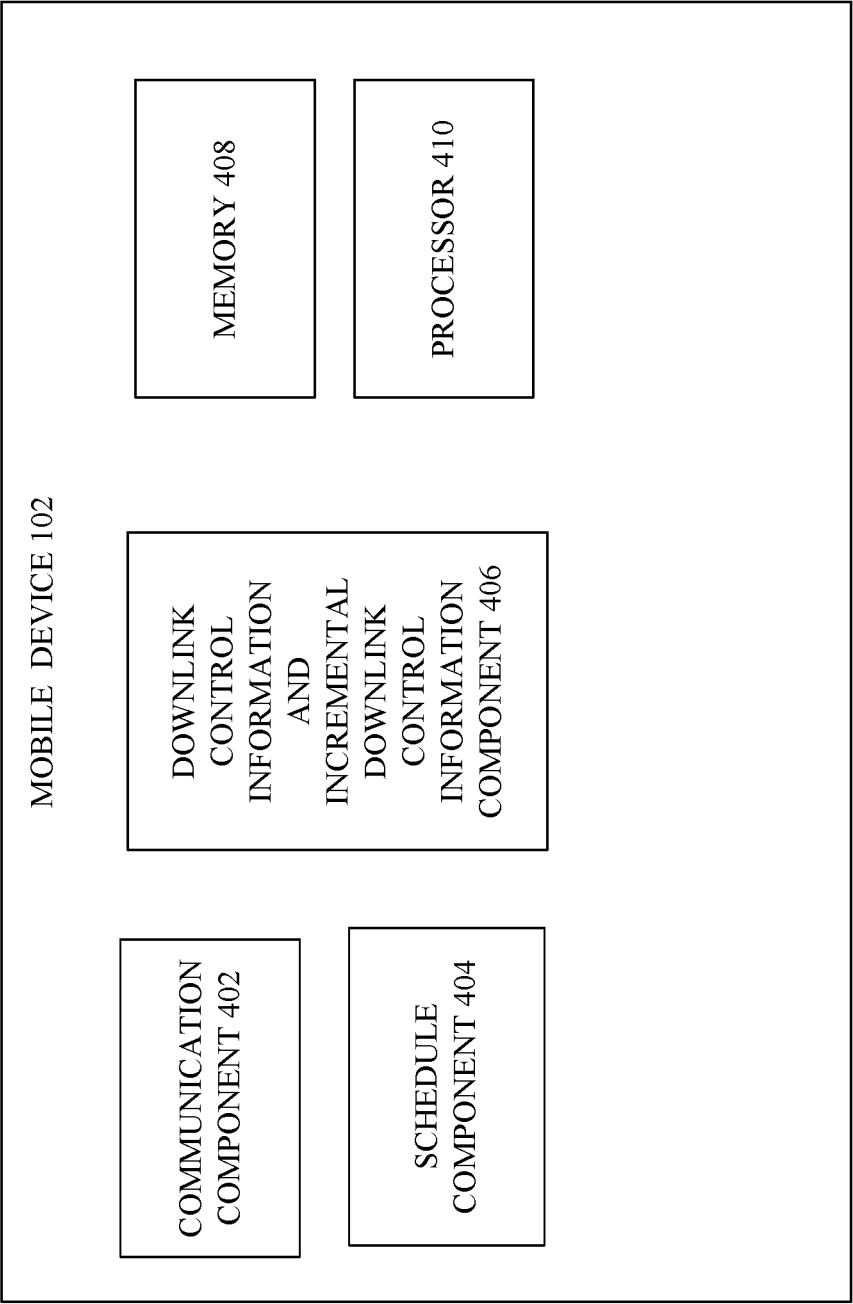 MOBILE DEVICE 102
COMMUNICATION
COMPONENT 402
SCHEDULE
COMPONENT 404
DOWNLINK
CONTROL
INFORMATION
AND
INCREMENTAL
DOWNLINK
CONTROL
INFORMATION
COMPONENT 406
MEMORY 408
PROCESSOR 410